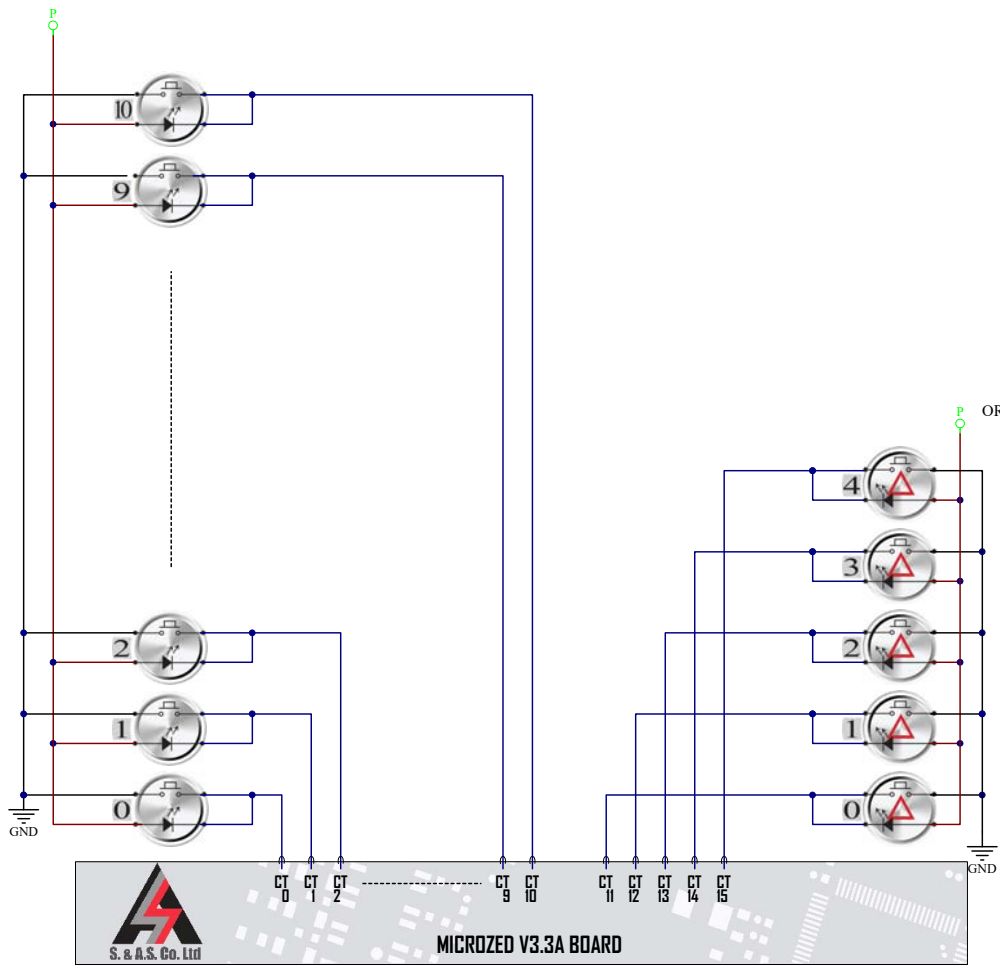 P
10
9
P
OR
4
3
2
2
1
1
0
0
GND
GND
CT 0
CT 1
CT 2
CT 9
CT 10
CT 11
CT 12
CT 13
CT 14
CT 15
S. & A.S. Co. Ltd
MICROZED V3.3A BOARD